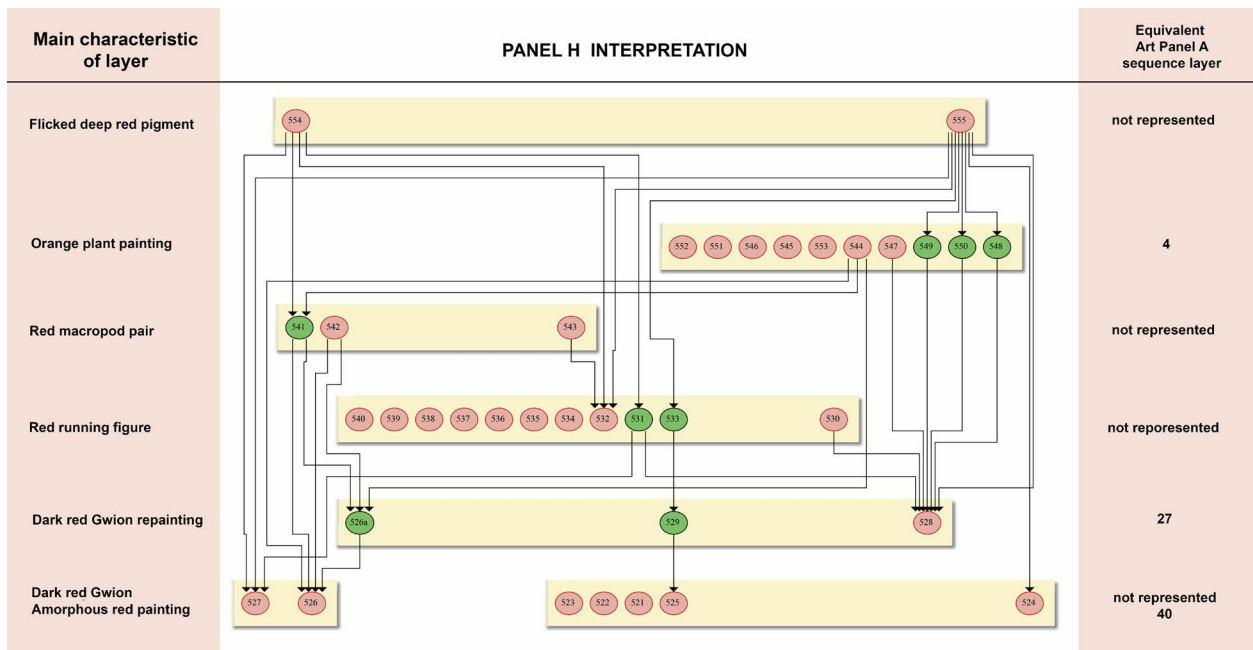 Main characteristic
of layer
PANEL H  INTERPRETATION
Equivalent
Art Panel A
sequence layer
Flicked deep red pigment
554
555
not represented
Orange plant painting
552
551
546
545
553
544
547
549
550
548
4
Red macropod pair
541
542
543
not represented
Red running figure
540
539
538
537
536
535
534
532
531
533
530
not reporesented
Dark red Gwion repainting
526a
529
528
27
Dark red Gwion
Amorphous red painting
527
526
523
522
521
525
524
not represented
40